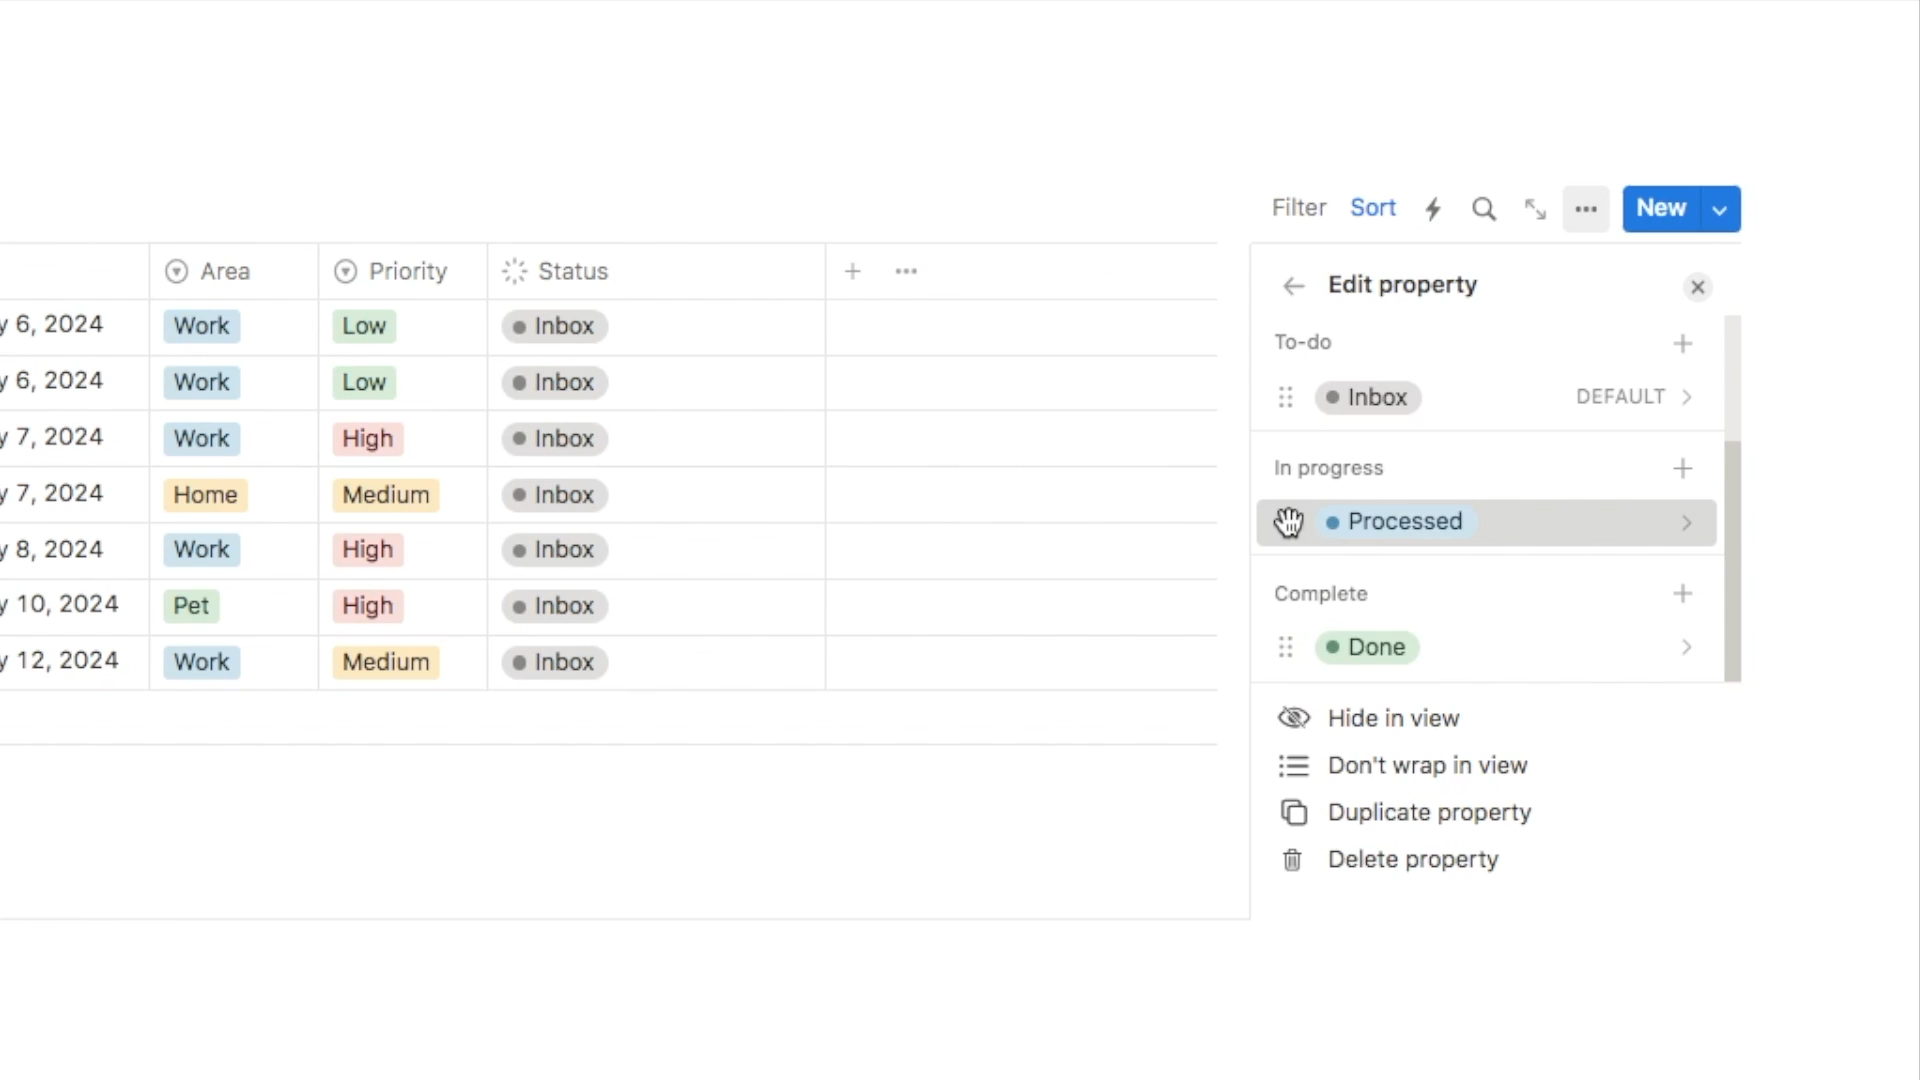 Filter Sort New
Area Priority Status
y 6, 2024 Work Low Inbox
y 6, 2024 Work Low Inbox
y 7, 2024 Work High Inbox
y 7, 2024 Home Medium Inbox
y 8, 2024 Work High Inbox
y 10, 2024 Pet High Inbox
y 12, 2024 Work Medium Inbox
Edit property
To-do
Inbox DEFAULT
In progress
Processed
Complete
Done
Hide in view
Don't wrap in view
Duplicate property
Delete property